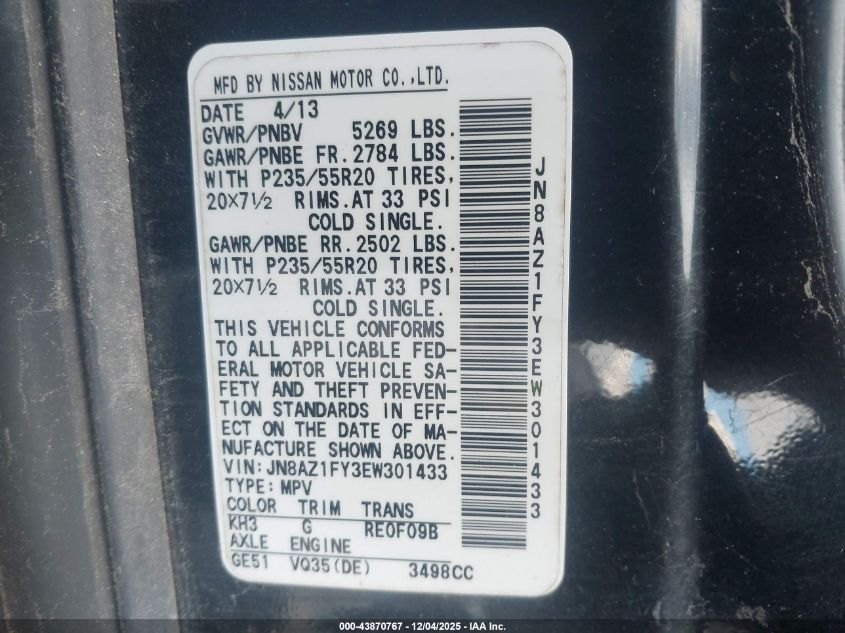 MFD BY NISSAN MOTOR CO.,LTD.
DATE 4/13
GVWR/PNBV 5269 LBS.
GAWR/PNBE FR. 2784 LBS.
WITH P235/55R20 TIRES,
20×7½ RIMS.AT 33 PSI
COLD SINGLE.
GAWR/PNBE RR. 2502 LBS.
WITH P235/55R20 TIRES,
20×7½ RIMS.AT 33 PSI
COLD SINGLE.
THIS VEHICLE CONFORMS
TO ALL APPLICABLE FED-
ERAL MOTOR VEHICLE SA-
FETY AND THEFT PREVEN-
TION STANDARDS IN EFF-
ECT ON THE DATE OF MA-
NUFACTURE SHOWN ABOVE.
VIN:JN8AZ1FY3EW301433
TYPE:MPV
COLOR TRIM TRANS
KH3 G RE0F09B
AXLE ENGINE
GE51 VQ35(DE) 3498CC
JN8AZ1FY3EW301433
000-43870767 - 12/04/2025 - IAA Inc.